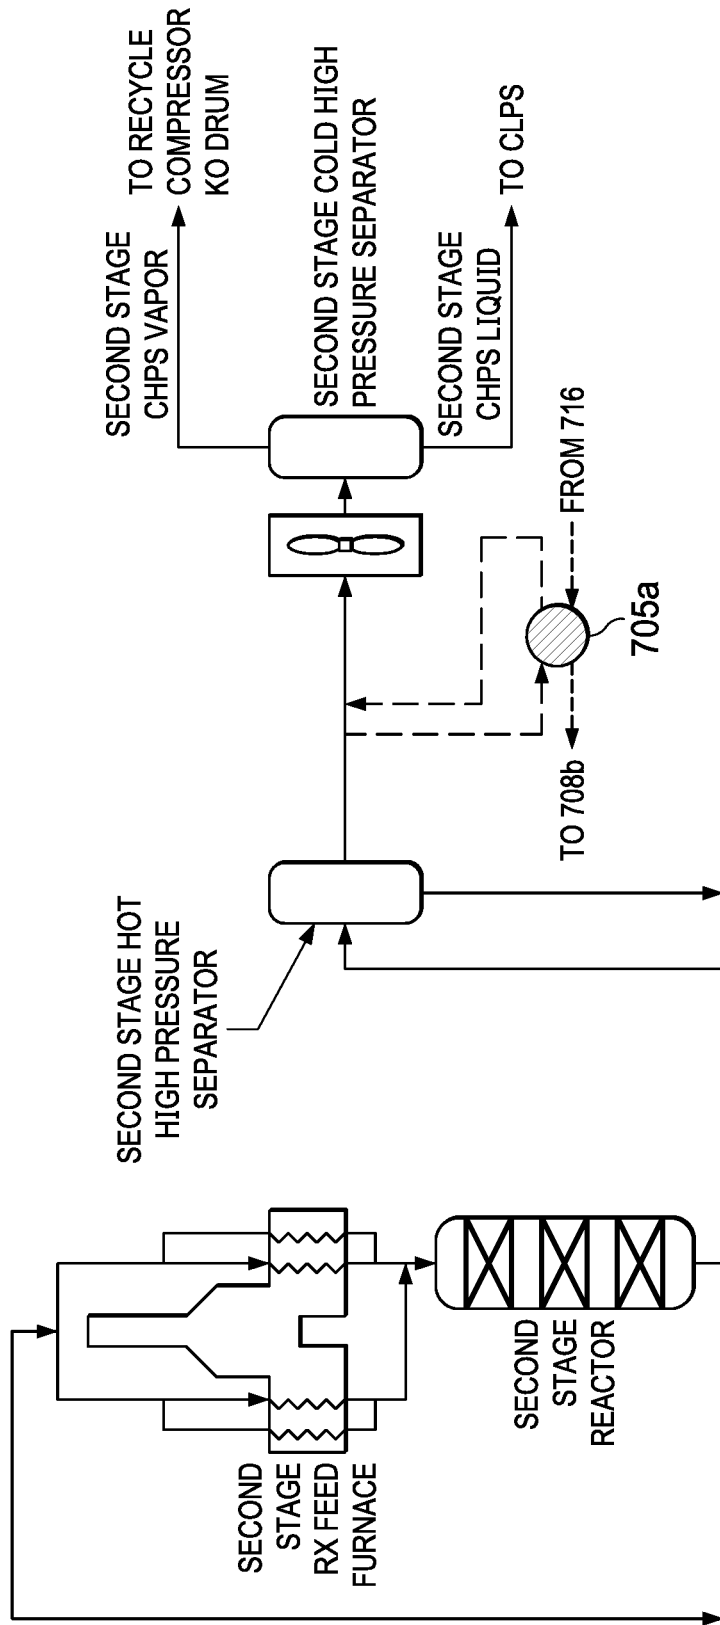 TO RECYCLE
COMPRESSOR
KO DRUM
SECOND STAGE
CHPS VAPOR
SECOND STAGE COLD HIGH
PRESSURE SEPARATOR
SECOND STAGE
CHPS LIQUID
TO CLPS
FROM 716
705a
TO 708b
SECOND STAGE HOT
HIGH PRESSURE
SEPARATOR
SECOND
STAGE
RX FEED
FURNACE
SECOND
STAGE
REACTOR